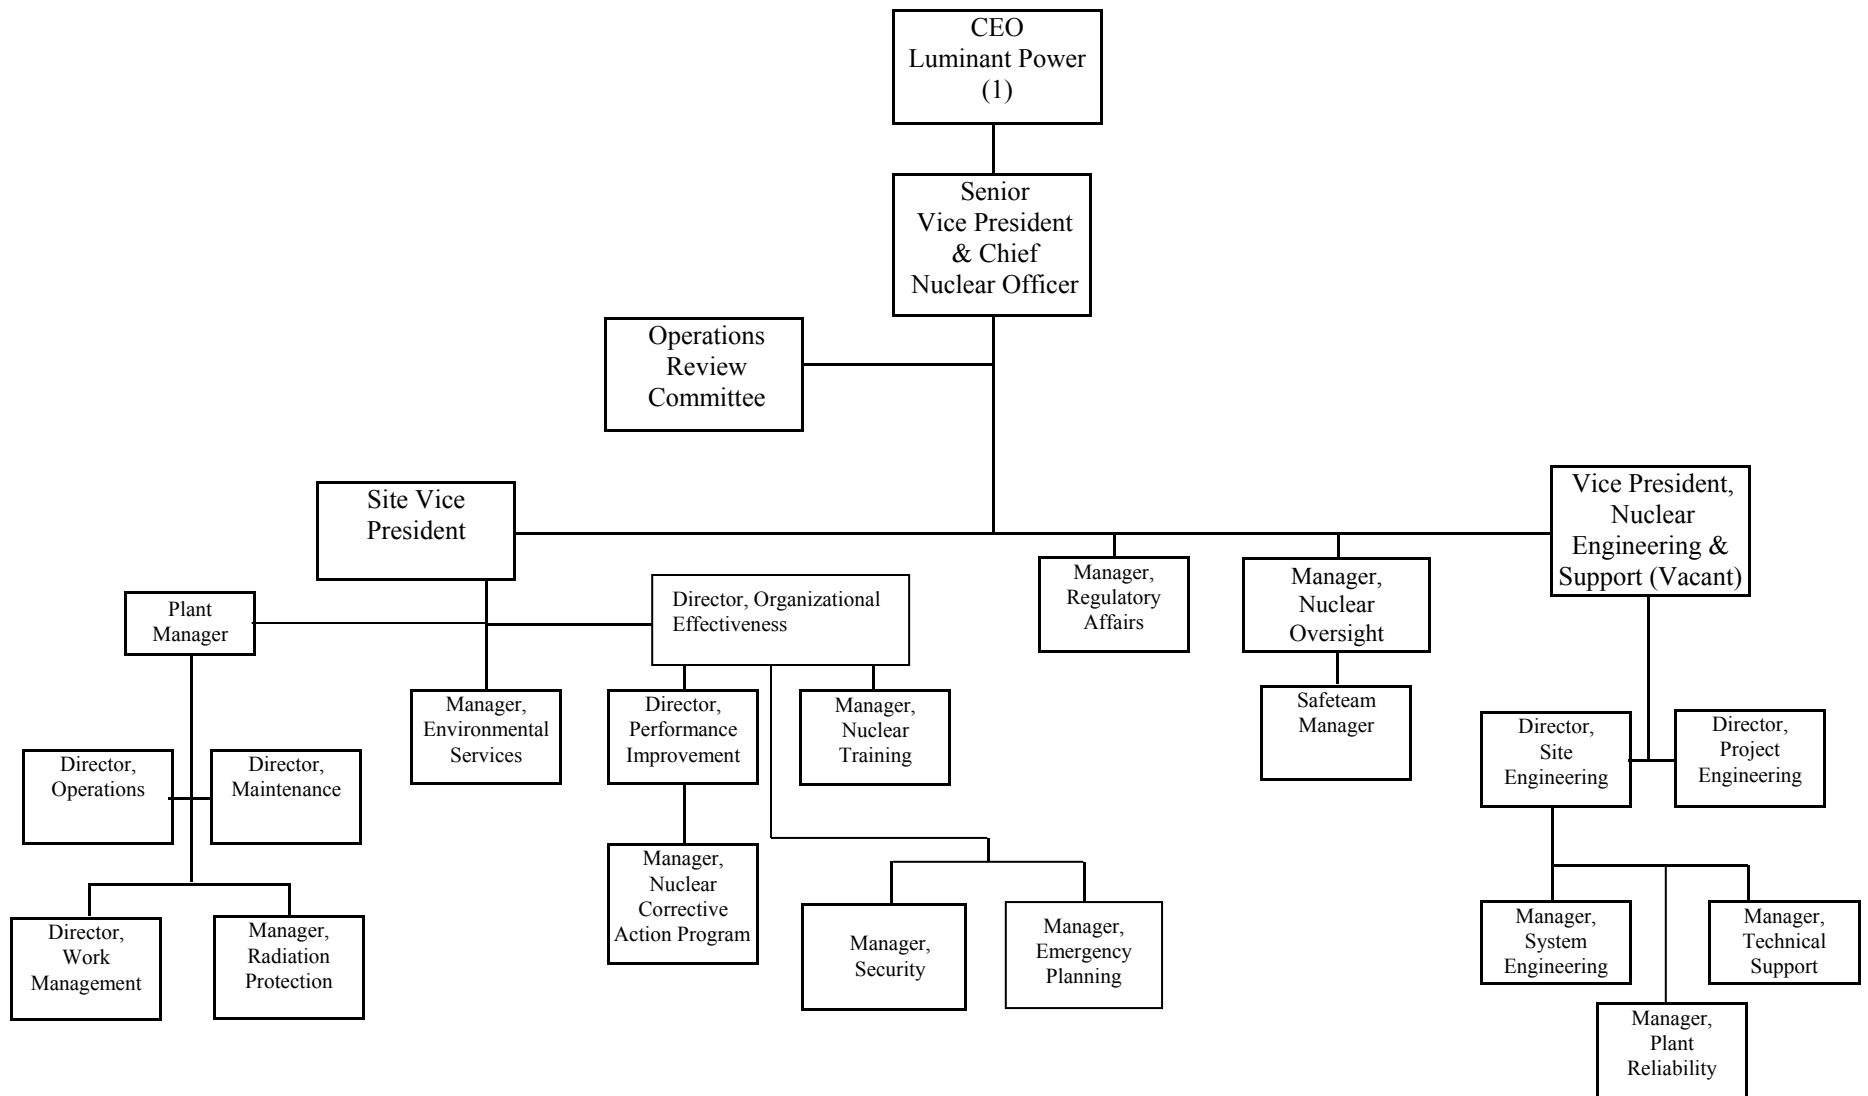 CEO
Luminant Power
(1)
Senior
Vice President
& Chief
Nuclear Officer
Operations
Review
Committee
Site Vice
President
Vice President,
Nuclear
Engineering &
Support (Vacant)
Plant
Manager
Director, Organizational
Effectiveness
Manager,
Regulatory
Affairs
Manager,
Nuclear
Oversight
Manager,
Environmental
Services
Director,
Performance
Improvement
Manager,
Nuclear
Training
Safeteam
Manager
Director,
Site
Engineering
Director,
Project
Engineering
Director,
Operations
Director,
Maintenance
Manager,
Nuclear
Corrective
Action Program
Director,
Work
Management
Manager,
Radiation
Protection
Manager,
Security
Manager,
Emergency
Planning
Manager,
System
Engineering
Manager,
Technical
Support
Manager,
Plant
Reliability